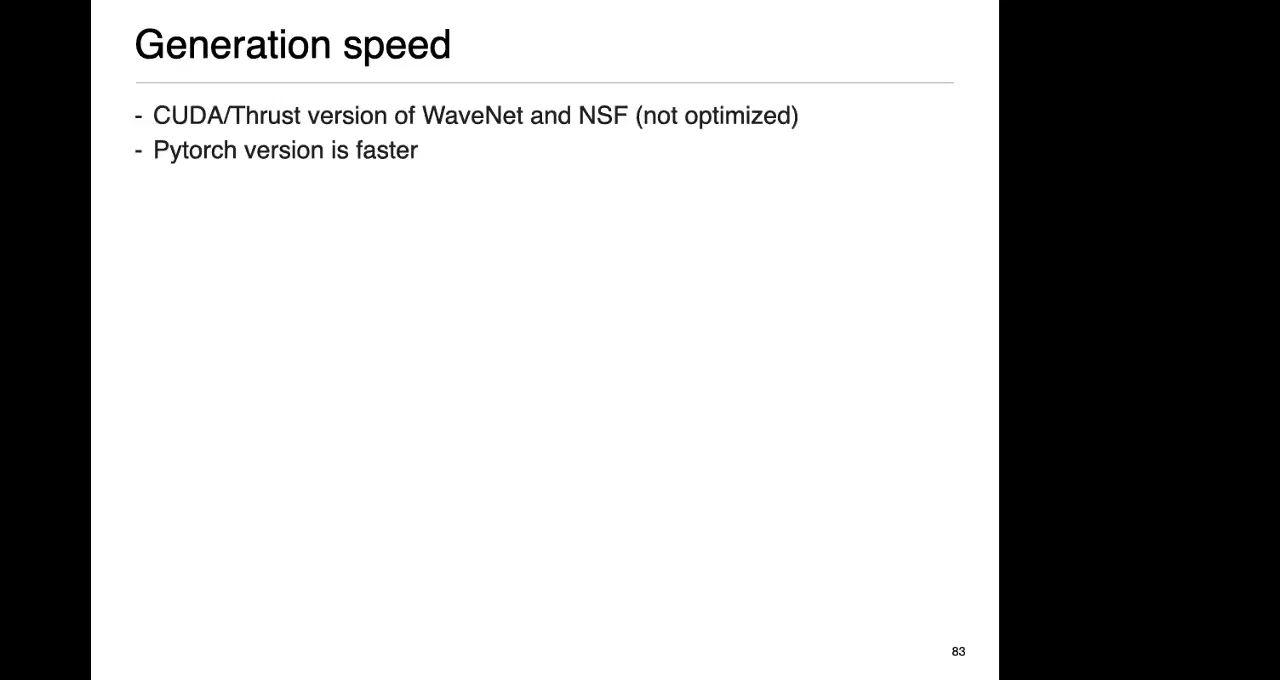 Generation speed
- CUDA/Thrust version of WaveNet and NSF (not optimized)
- Pytorch version is faster
83